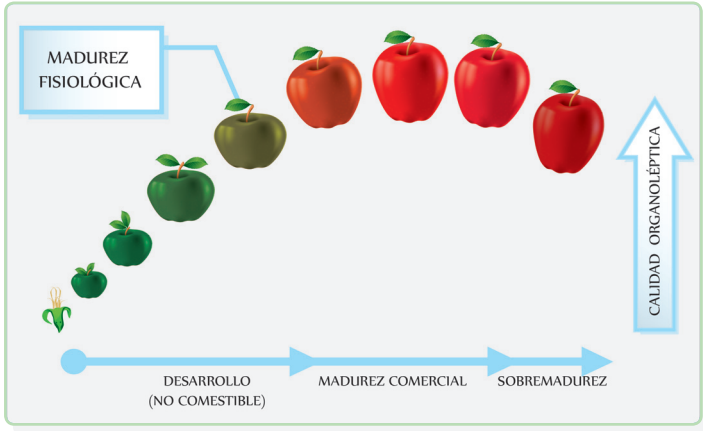 MADUREZ
FISIOLÓGICA
CALIDAD ORGANOLÉPTICA
DESARROLLO
(NO COMESTIBLE)
MADUREZ COMERCIAL
SOBREMADUREZ